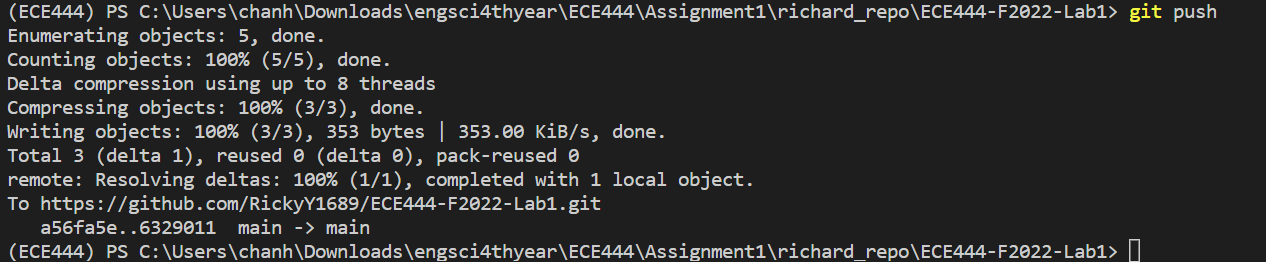 (ECE444) PS C:\Users\chanh\Downloads\engsci4thyear\ECE444\Assignment1\richard_repo\ECE444-F2022-Lab1> git push
Enumerating objects: 5, done.
Counting objects: 100% (5/5), done.
Delta compression using up to 8 threads
Compressing objects: 100% (3/3), done.
Writing objects: 100% (3/3), 353 bytes | 353.00 KiB/s, done.
Total 3 (delta 1), reused 0 (delta 0), pack-reused 0
remote: Resolving deltas: 100% (1/1), completed with 1 local object.
To https://github.com/RickyY1689/ECE444-F2022-Lab1.git
   a56fa5e..6329011  main -> main
(ECE444) PS C:\Users\chanh\Downloads\engsci4thyear\ECE444\Assignment1\richard_repo\ECE444-F2022-Lab1>